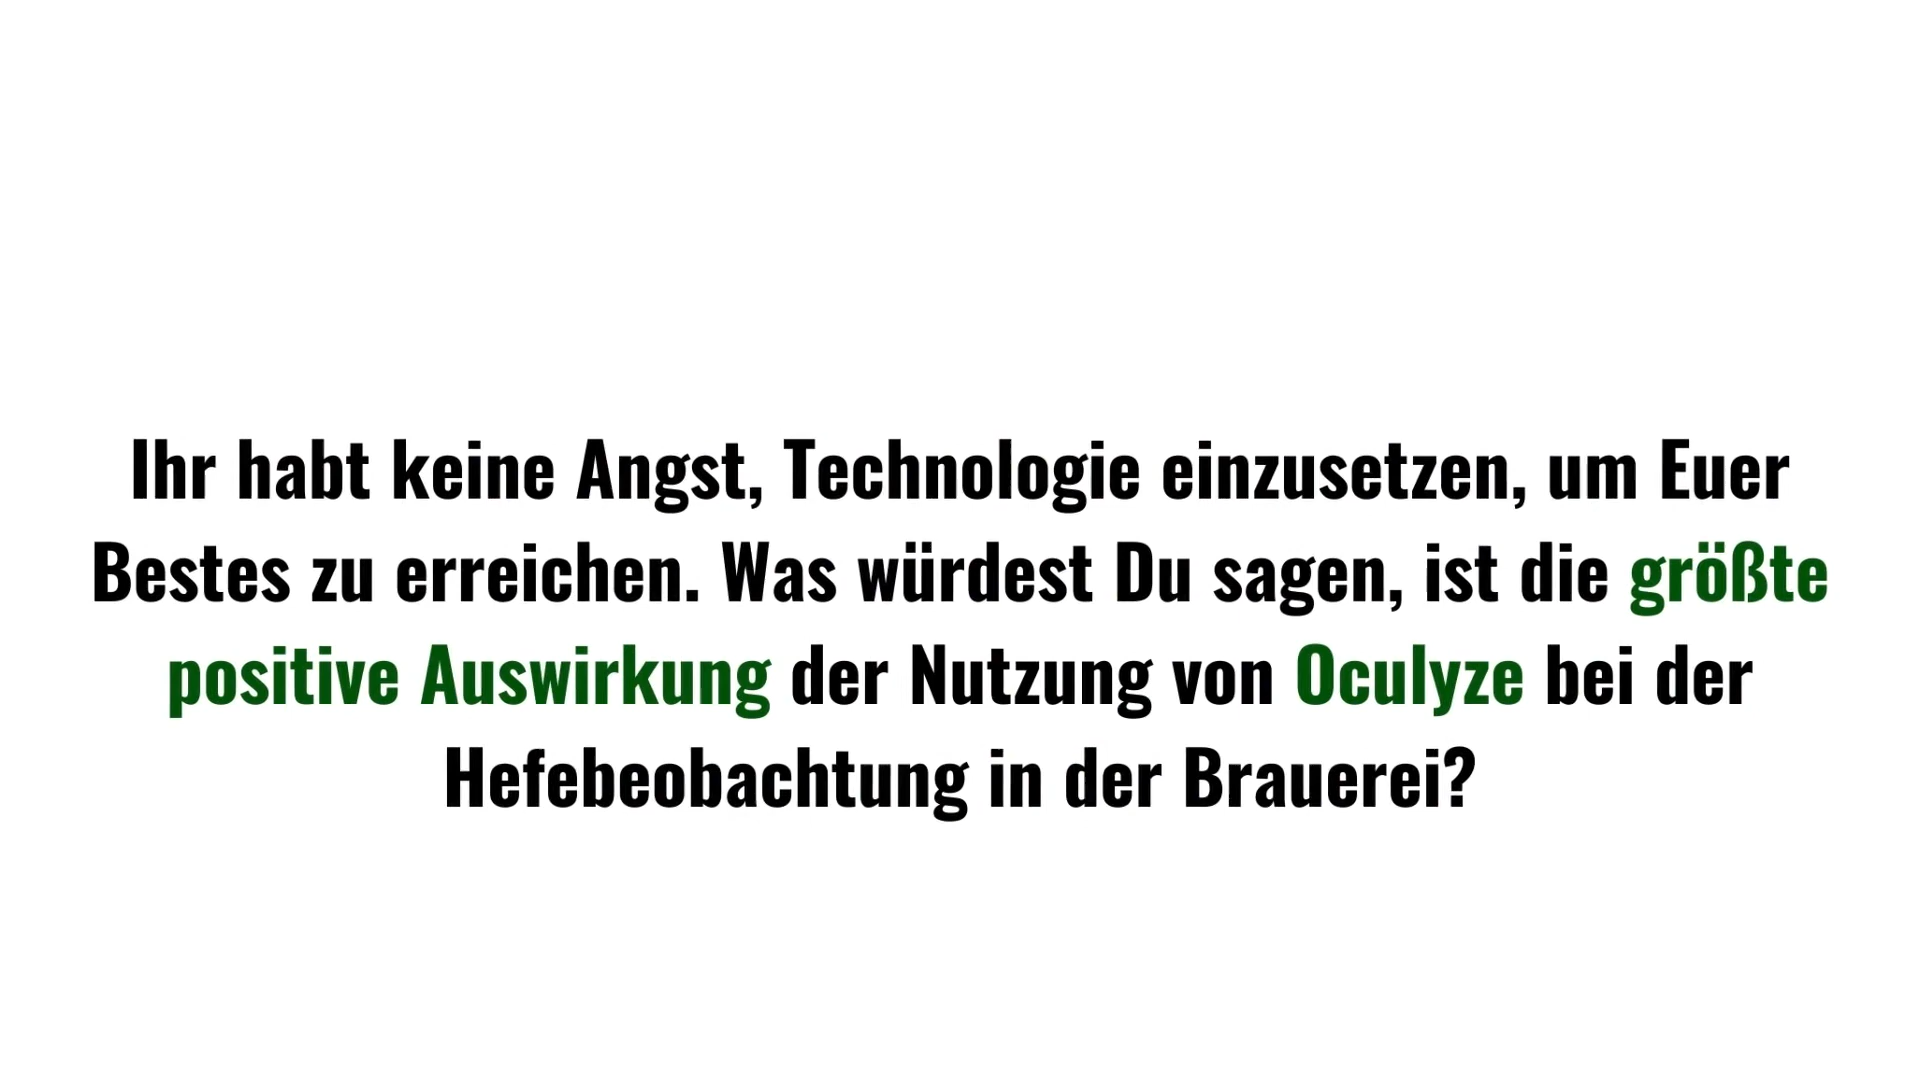 Ihr habt keine Angst, Technologie einzusetzen, um Euer
Bestes zu erreichen. Was würdest Du sagen, ist die größte
positive Auswirkung der Nutzung von Oculyze bei der
Hefebeobachtung in der Brauerei?